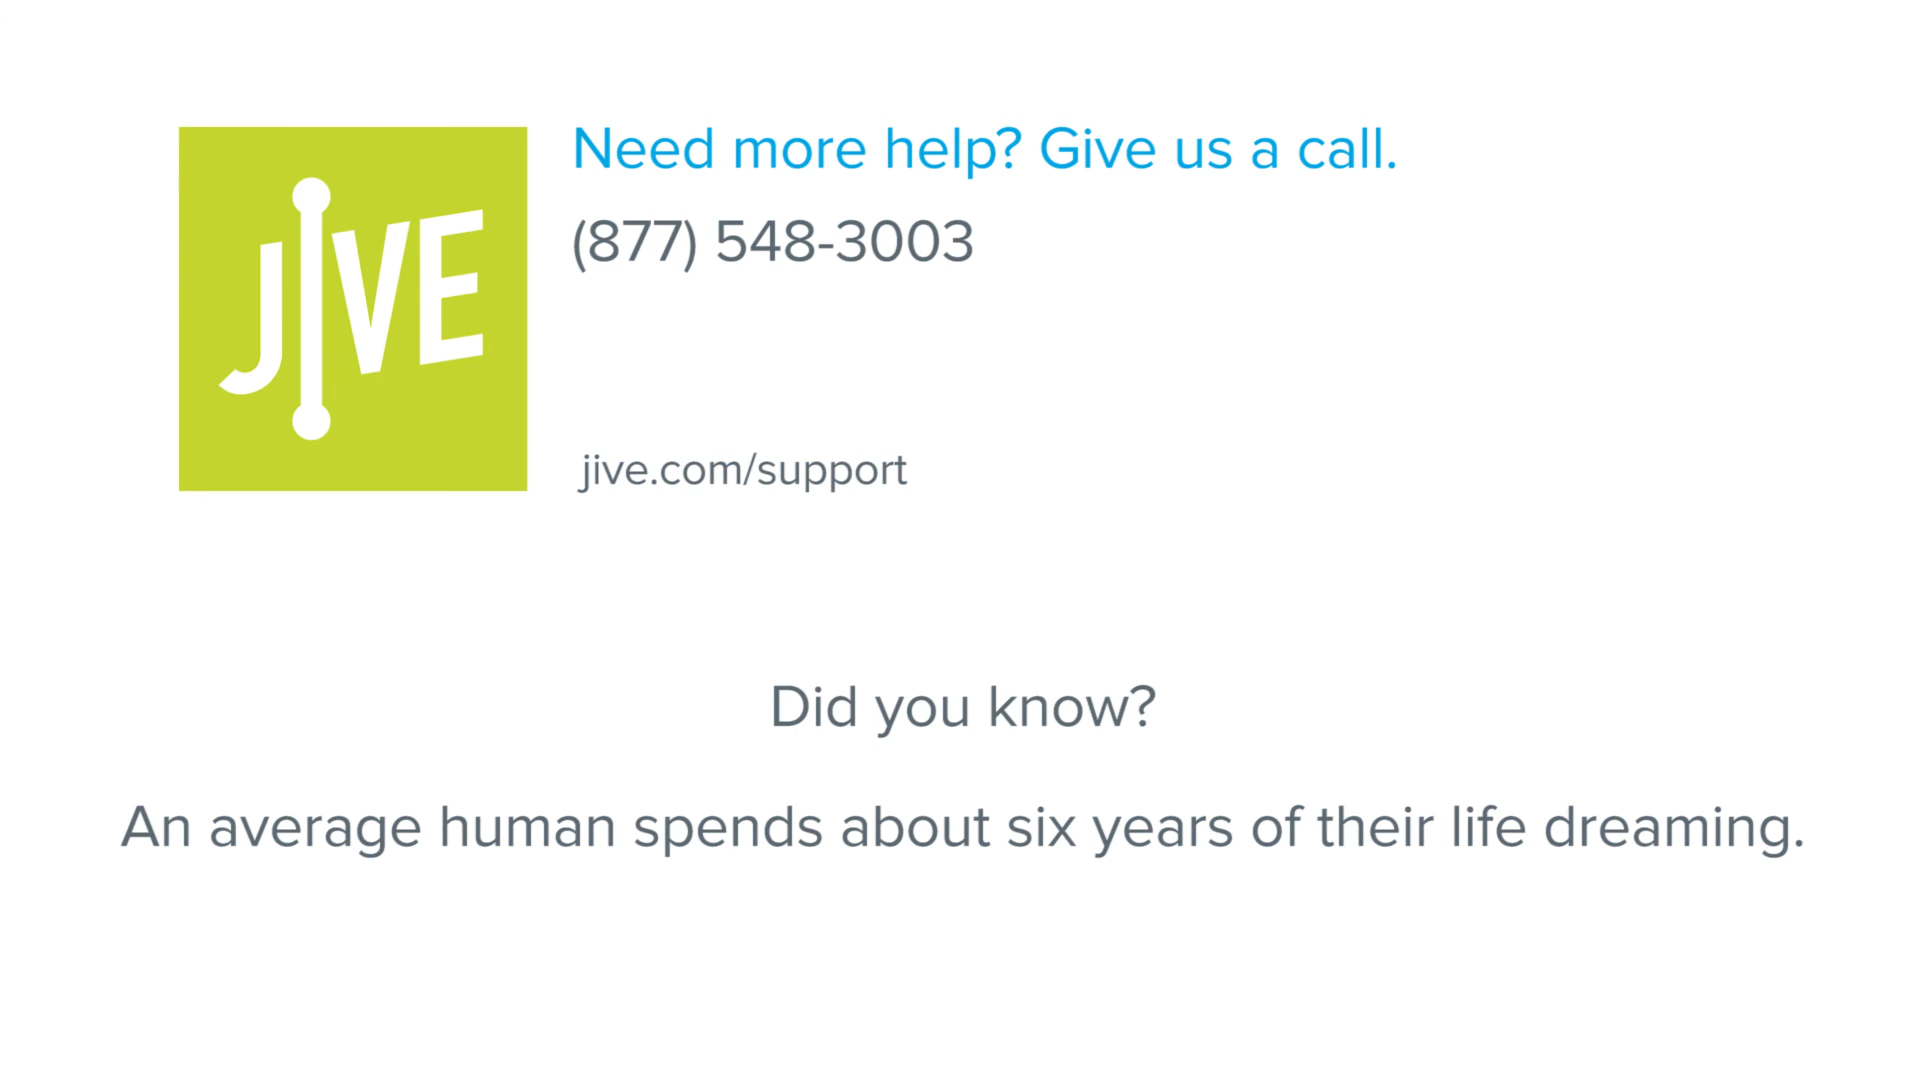 JIVE
Need more help? Give us a call.
(877) 548-3003
jive.com/support
Did you know?
An average human spends about six years of their life dreaming.